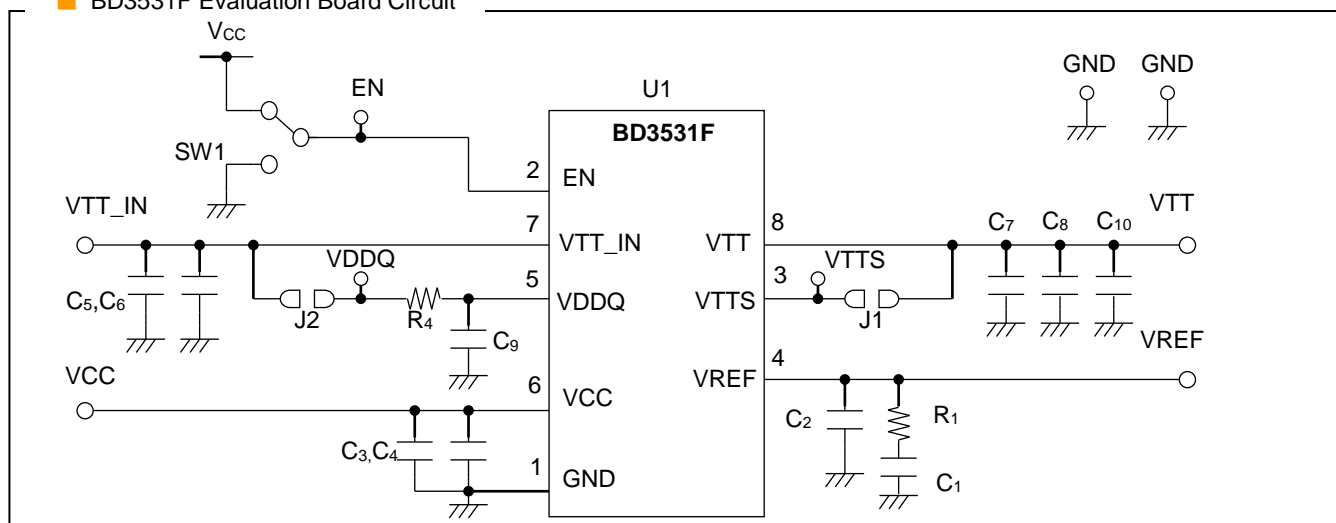 BD3531F Evaluation Board Circuit
VCC
EN
SW1
U1
BD3531F
GND GND
2 EN
VTT_IN
7 VTT_IN
VDDQ
5 VDDQ
C5,C6
J2
R4
C9
VCC
6 VCC
C3,C4
1 GND
VTT 8
C7 C8 C10
VTT
VTTS 3
VTTS
J1
VREF 4
VREF
C2
R1
C1